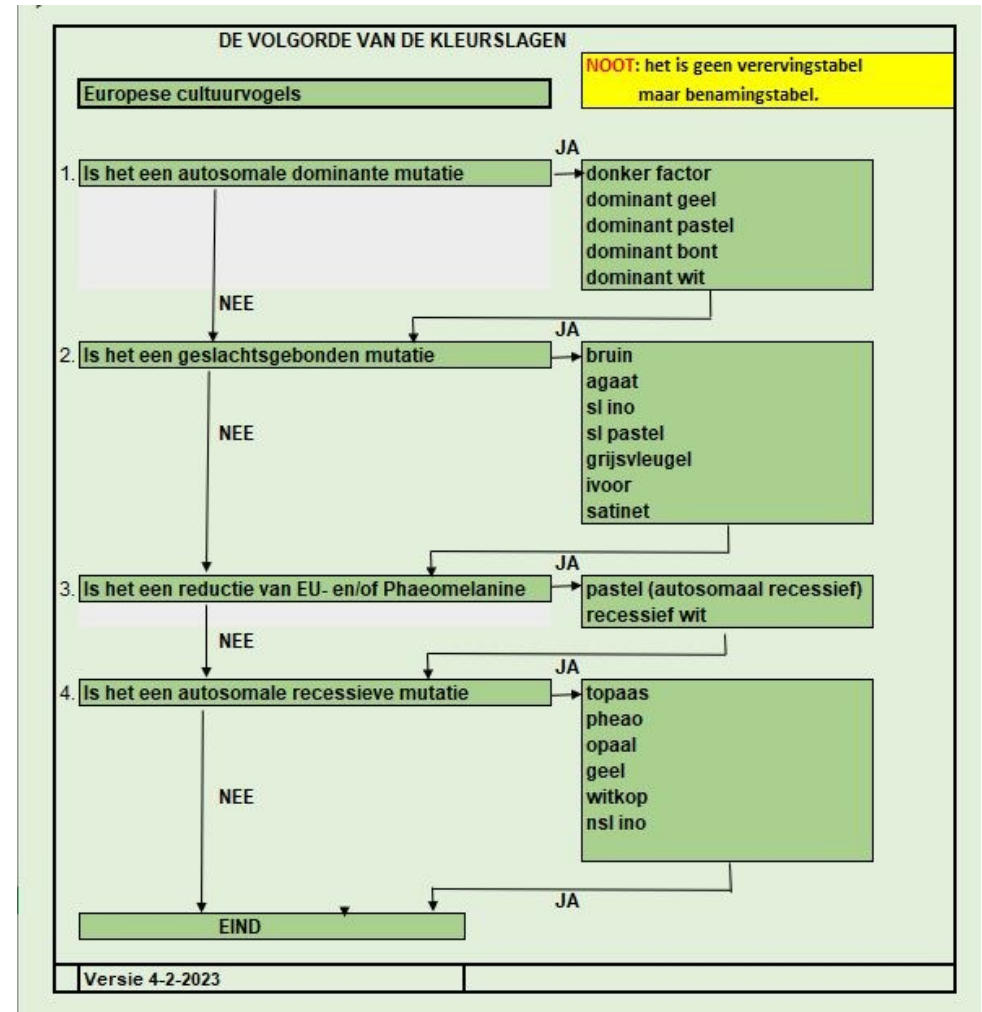 DE VOLGORDE VAN DE KLEURSLAGEN
NOOT: het is geen verervingstabel
maar benamingstabel.
Europese cultuurvogels
JA
1. Is het een autosomale dominante mutatie
donker factor
dominant geel
dominant pastel
dominant bont
dominant wit
NEE
JA
2. Is het een geslachtsgebonden mutatie
bruin
agaat
sl ino
sl pastel
grijsvleugel
ivoor
satinet
NEE
JA
3. Is het een reductie van EU- en/of Phaeomelanine
pastel (autosomaal recessief)
recessief wit
NEE
JA
4. Is het een autosomale recessieve mutatie
topaas
pheao
opaal
geel
witkop
nsl ino
NEE
JA
EIND
Versie 4-2-2023